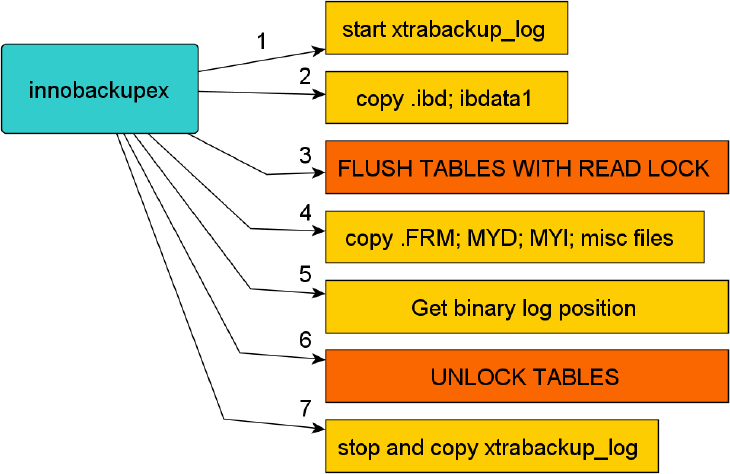 innobackupex
1
start xtrabackup_log
2
copy .ibd; ibdata1
3
FLUSH TABLES WITH READ LOCK
4
copy .FRM; MYD; MYI; misc files
5
Get binary log position
6
UNLOCK TABLES
7
stop and copy xtrabackup_log